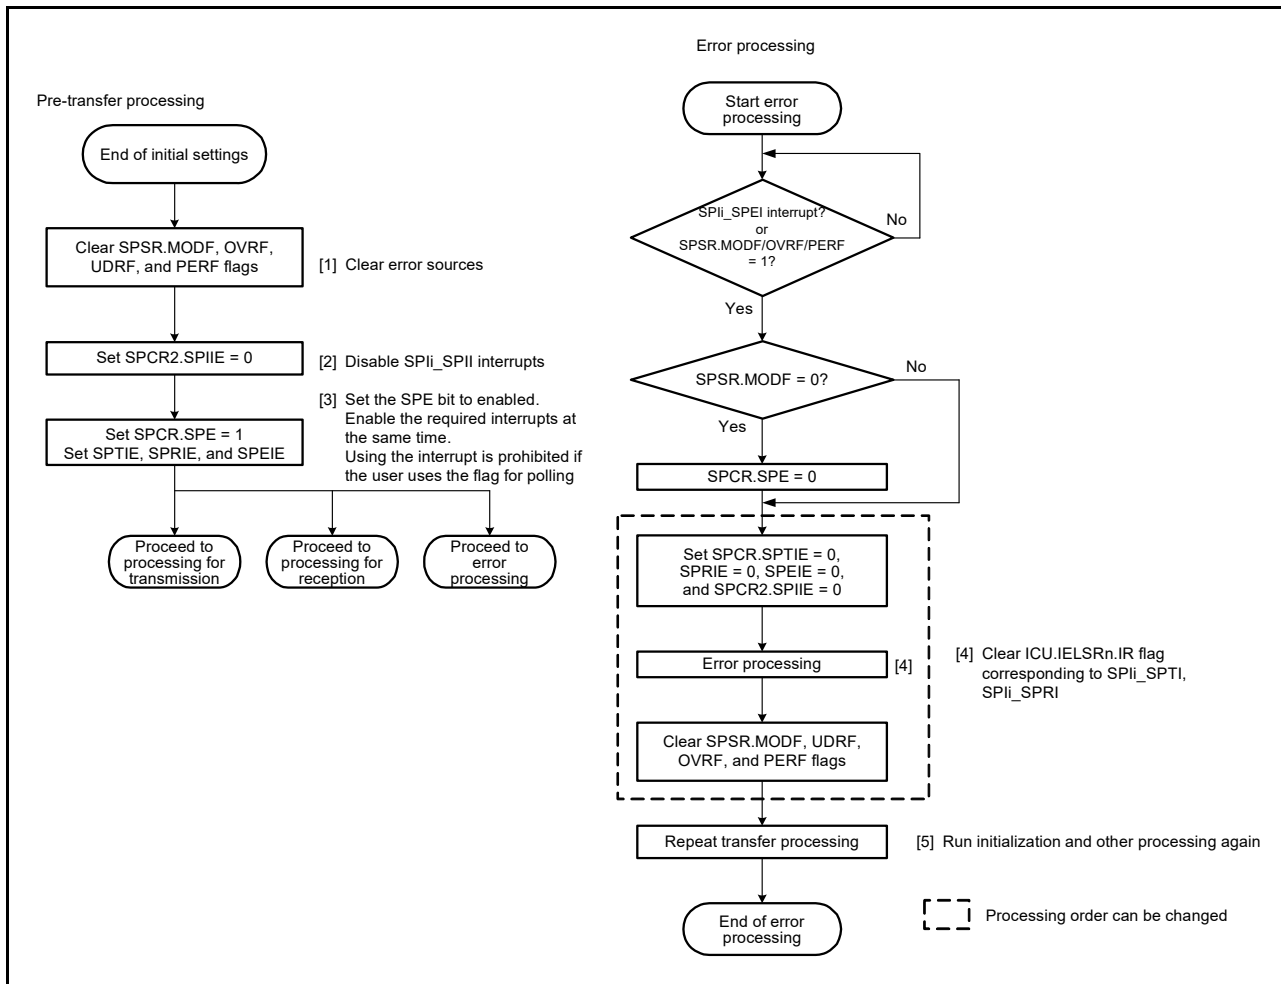 Pre-transfer processing
End of initial settings
Clear SPSR.MODF, OVRF,
UDRF, and PERF flags
[1] Clear error sources
Set SPCR2.SPIIE = 0
[2] Disable SPIi_SPII interrupts
Set SPCR.SPE = 1
Set SPTIE, SPRIE, and SPEIE
[3] Set the SPE bit to enabled.
Enable the required interrupts at
the same time.
Using the interrupt is prohibited if
the user uses the flag for polling
Proceed to
processing for
transmission
Proceed to
processing for
reception
Proceed to
error
processing
Error processing
Start error
processing
SPIi_SPEI interrupt?
or
SPSR.MODF/OVRF/PERF
= 1?
No
Yes
SPSR.MODF = 0?
No
Yes
SPCR.SPE = 0
Set SPCR.SPTIE = 0,
SPRIE = 0, SPEIE = 0,
and SPCR2.SPIIE = 0
Error processing
[4]
[4] Clear ICU.IELSRn.IR flag
corresponding to SPIi_SPTI,
SPIi_SPRI
Clear SPSR.MODF, UDRF,
OVRF, and PERF flags
Repeat transfer processing
[5] Run initialization and other processing again
End of error
processing
Processing order can be changed